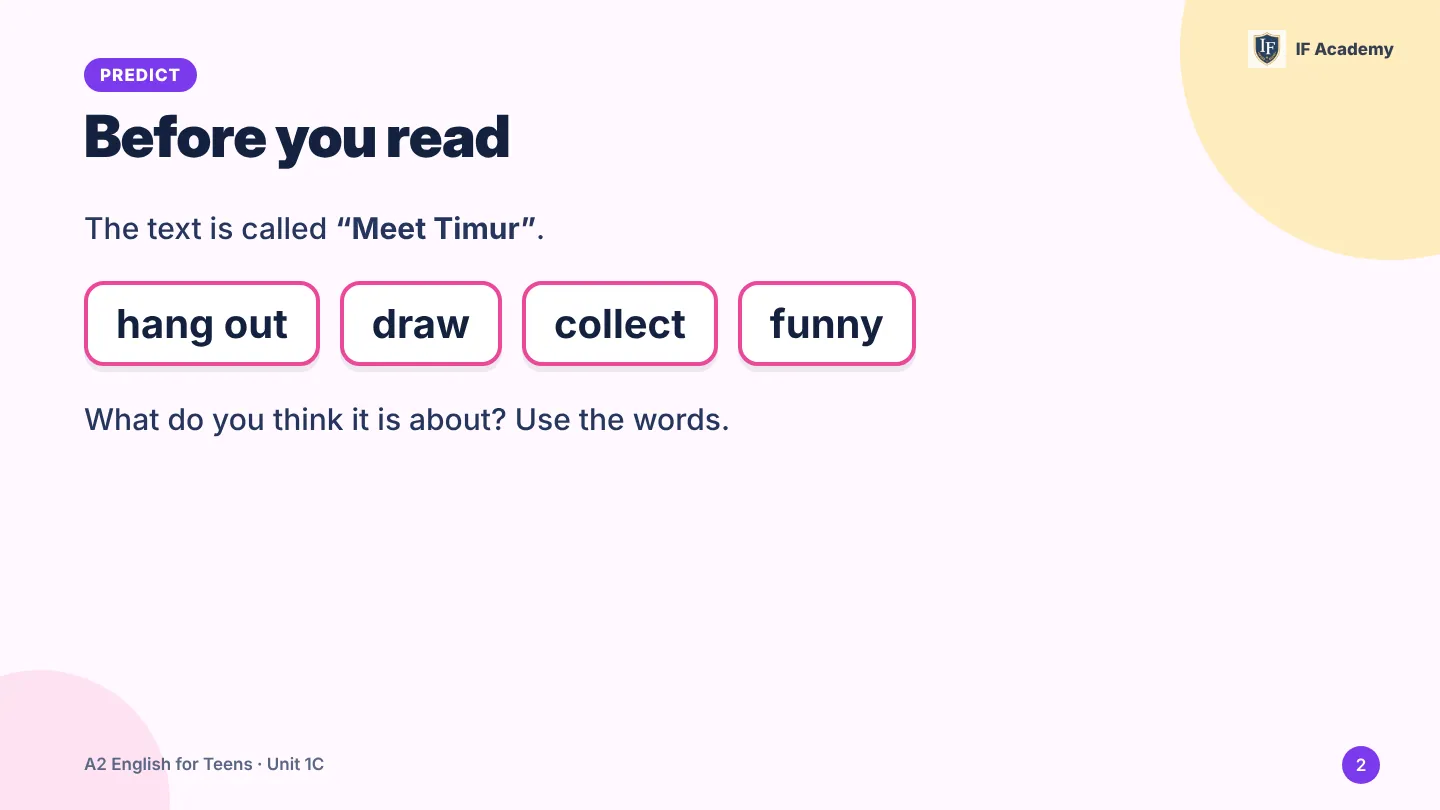 IF
IF Academy
PREDICT
Before you read
The text is called “Meet Timur”.
hang out
draw
collect
funny
What do you think it is about? Use the words.
A2 English for Teens · Unit 1C
2